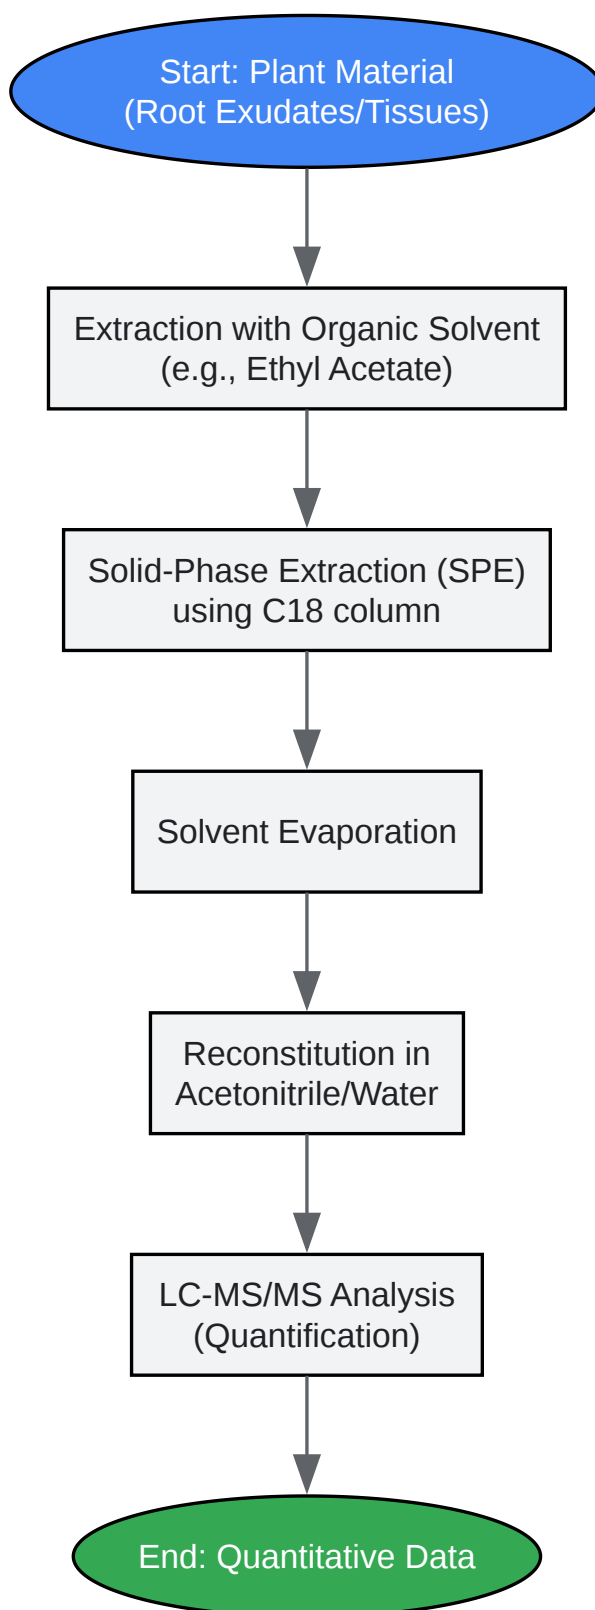 Start: Plant Material
(Root Exudates/Tissues)
Extraction with Organic Solvent
(e.g., Ethyl Acetate)
Solid-Phase Extraction (SPE)
using C18 column
Solvent Evaporation
Reconstitution in
Acetonitrile/Water
LC-MS/MS Analysis
(Quantification)
End: Quantitative Data